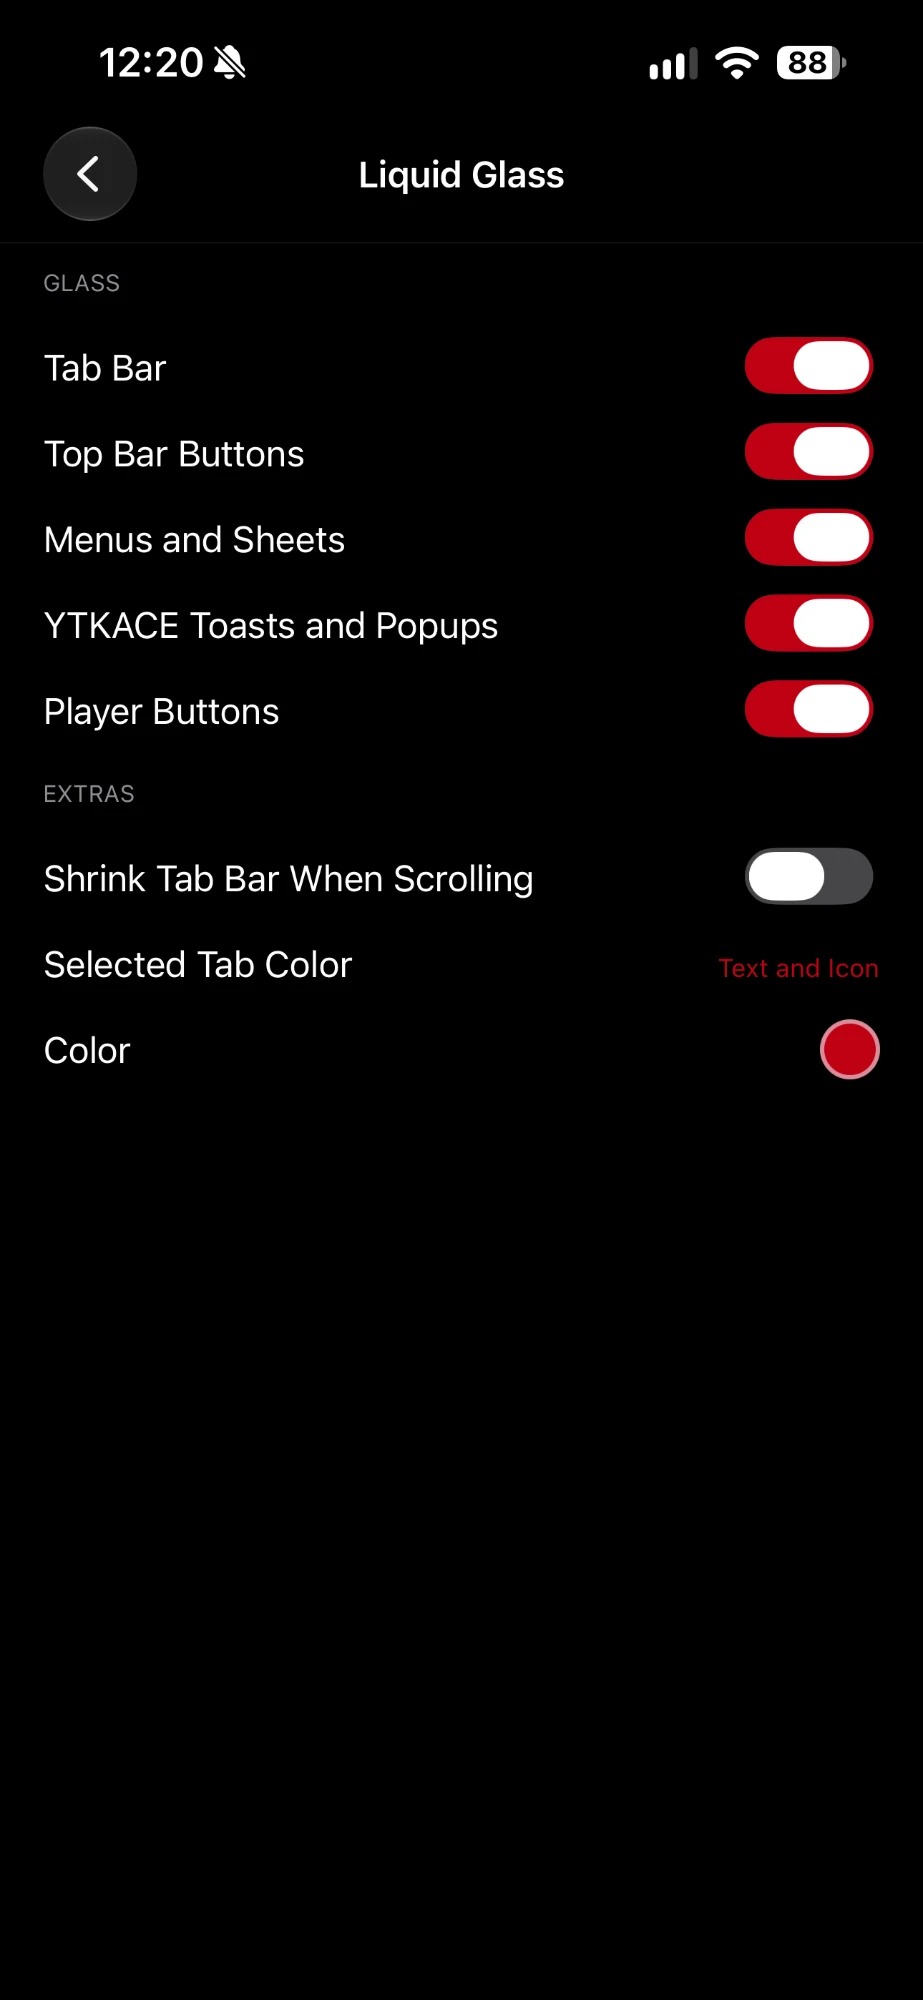 12:20
88
Liquid Glass
GLASS
Tab Bar
Top Bar Buttons
Menus and Sheets
YTKACE Toasts and Popups
Player Buttons
EXTRAS
Shrink Tab Bar When Scrolling
Selected Tab Color
Text and Icon
Color